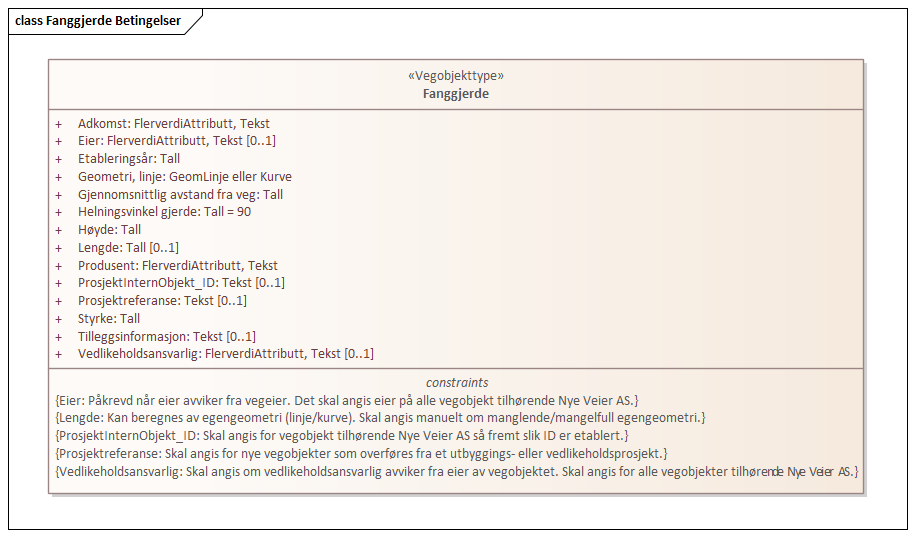 class Fanggjerde Betingelser
«Vegobjekttype»
Fanggjerde
+ Adkomst: FlerverdiAttributt, Tekst
+ Eier: FlerverdiAttributt, Tekst [0..1]
+ Etableringsår: Tall
+ Geometri, linje: GeomLinje eller Kurve
+ Gjennomsnittlig avstand fra veg: Tall
+ Helningsvinkel gjerde: Tall = 90
+ Høyde: Tall
+ Lengde: Tall [0..1]
+ Produsent: FlerverdiAttributt, Tekst
+ ProsjektInternObjekt_ID: Tekst [0..1]
+ Prosjektreferanse: Tekst [0..1]
+ Styrke: Tall
+ Tilleggsinformasjon: Tekst [0..1]
+ Vedlikeholdsansvarlig: FlerverdiAttributt, Tekst [0..1]
constraints
{Eier: Påkrevd når eier avviker fra vegeier. Det skal angis eier på alle vegobjekt tilhørende Nye Veier AS.}
{Lengde: Kan beregnes av egengeometri (linje/kurve). Skal angis manuelt om manglende/mangelfull egengeometri.}
{ProsjektInternObjekt_ID: Skal angis for vegobjekt tilhørende Nye Veier AS så fremt slik ID er etablert.}
{Prosjektreferanse: Skal angis for nye vegobjekter som overføres fra et utbyggings- eller vedlikeholdsprosjekt.}
{Vedlikeholdsansvarlig: Skal angis om vedlikeholdsansvarlig avviker fra eier av vegobjektet. Skal angis for alle vegobjekter tilhørende Nye Veier AS.}